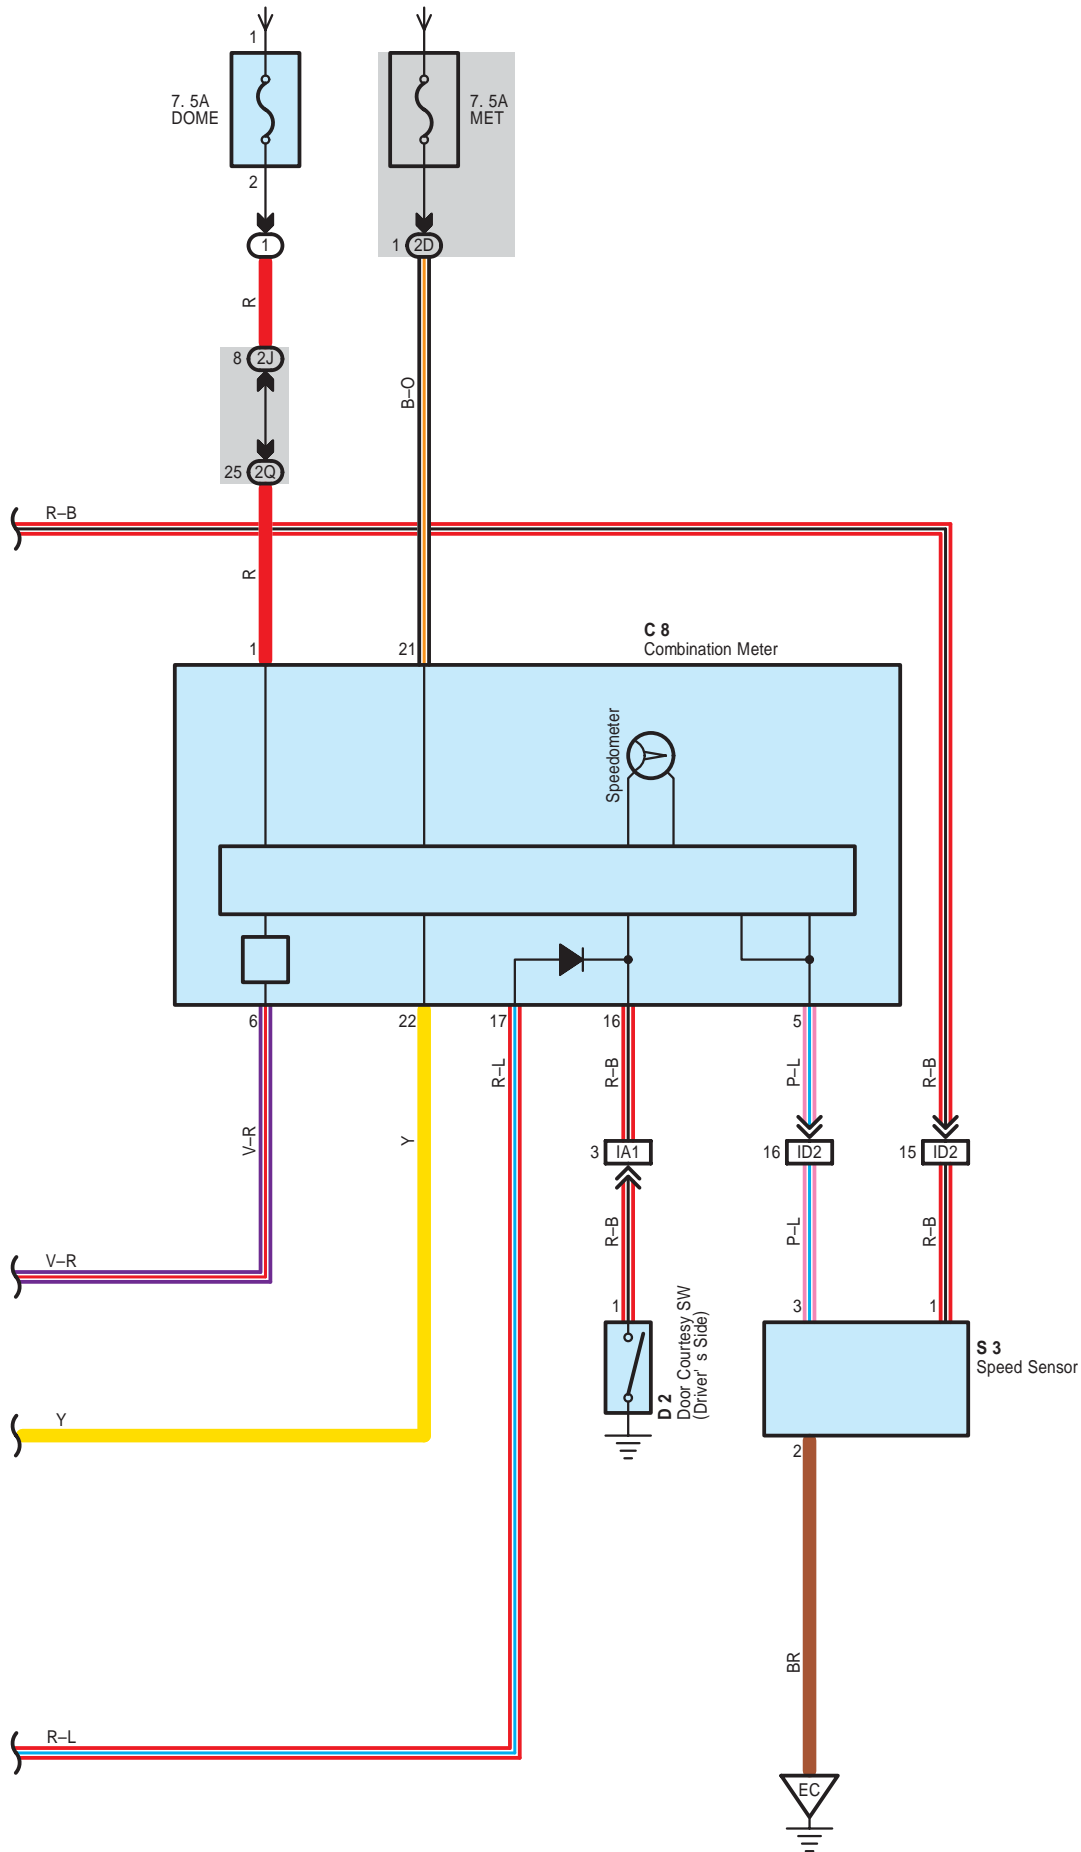 1
7. 5A
DOME
7. 5A
MET
2
1
1 2D
R
8 2J
B–O
25 2Q
R–B
R
C 8
Combination Meter
1
21
Speedometer
6
22
17
16
5
R–L
R–B
P–L
R–B
V–R
Y
3 IA1
16 ID2
15 ID2
R–B
P–L
R–B
V–R
1
3
1
D 2
Door Courtesy SW
(Driver' s Side)
S 3
Speed Sensor
Y
2
BR
R–L
EC